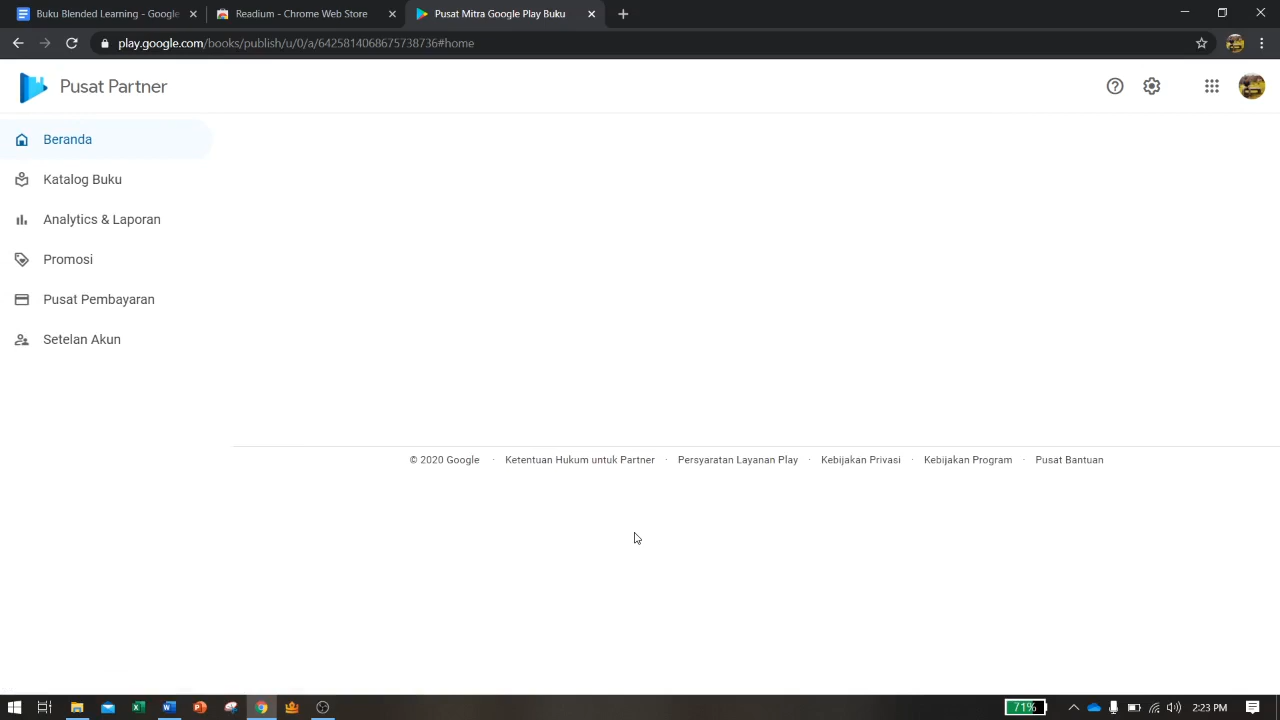 Buku Blended Learning - Google
Readium - Chrome Web Store
Pusat Mitra Google Play Buku
play.google.com/books/publish/u/0/a/6425814068675738736#home
Pusat Partner
Beranda
Katalog Buku
Analytics & Laporan
Promosi
Pusat Pembayaran
Setelan Akun
© 2020 Google · Ketentuan Hukum untuk Partner · Persyaratan Layanan Play · Kebijakan Privasi · Kebijakan Program · Pusat Bantuan
71% 2:23 PM